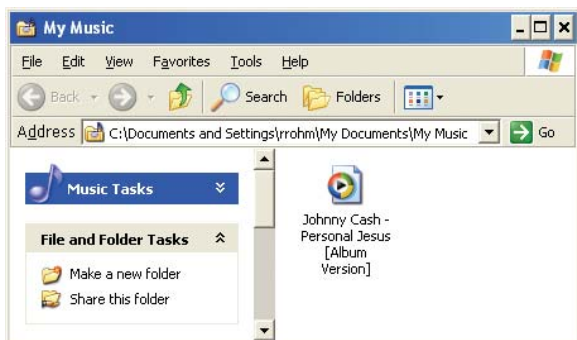 My Music
File Edit View Favorites Tools Help
Back Search Folders
Address C:\Documents and Settings\rrohm\My Documents\My Music Go
Music Tasks
File and Folder Tasks
Make a new folder
Share this folder
Johnny Cash -
Personal Jesus
[Album
Version]